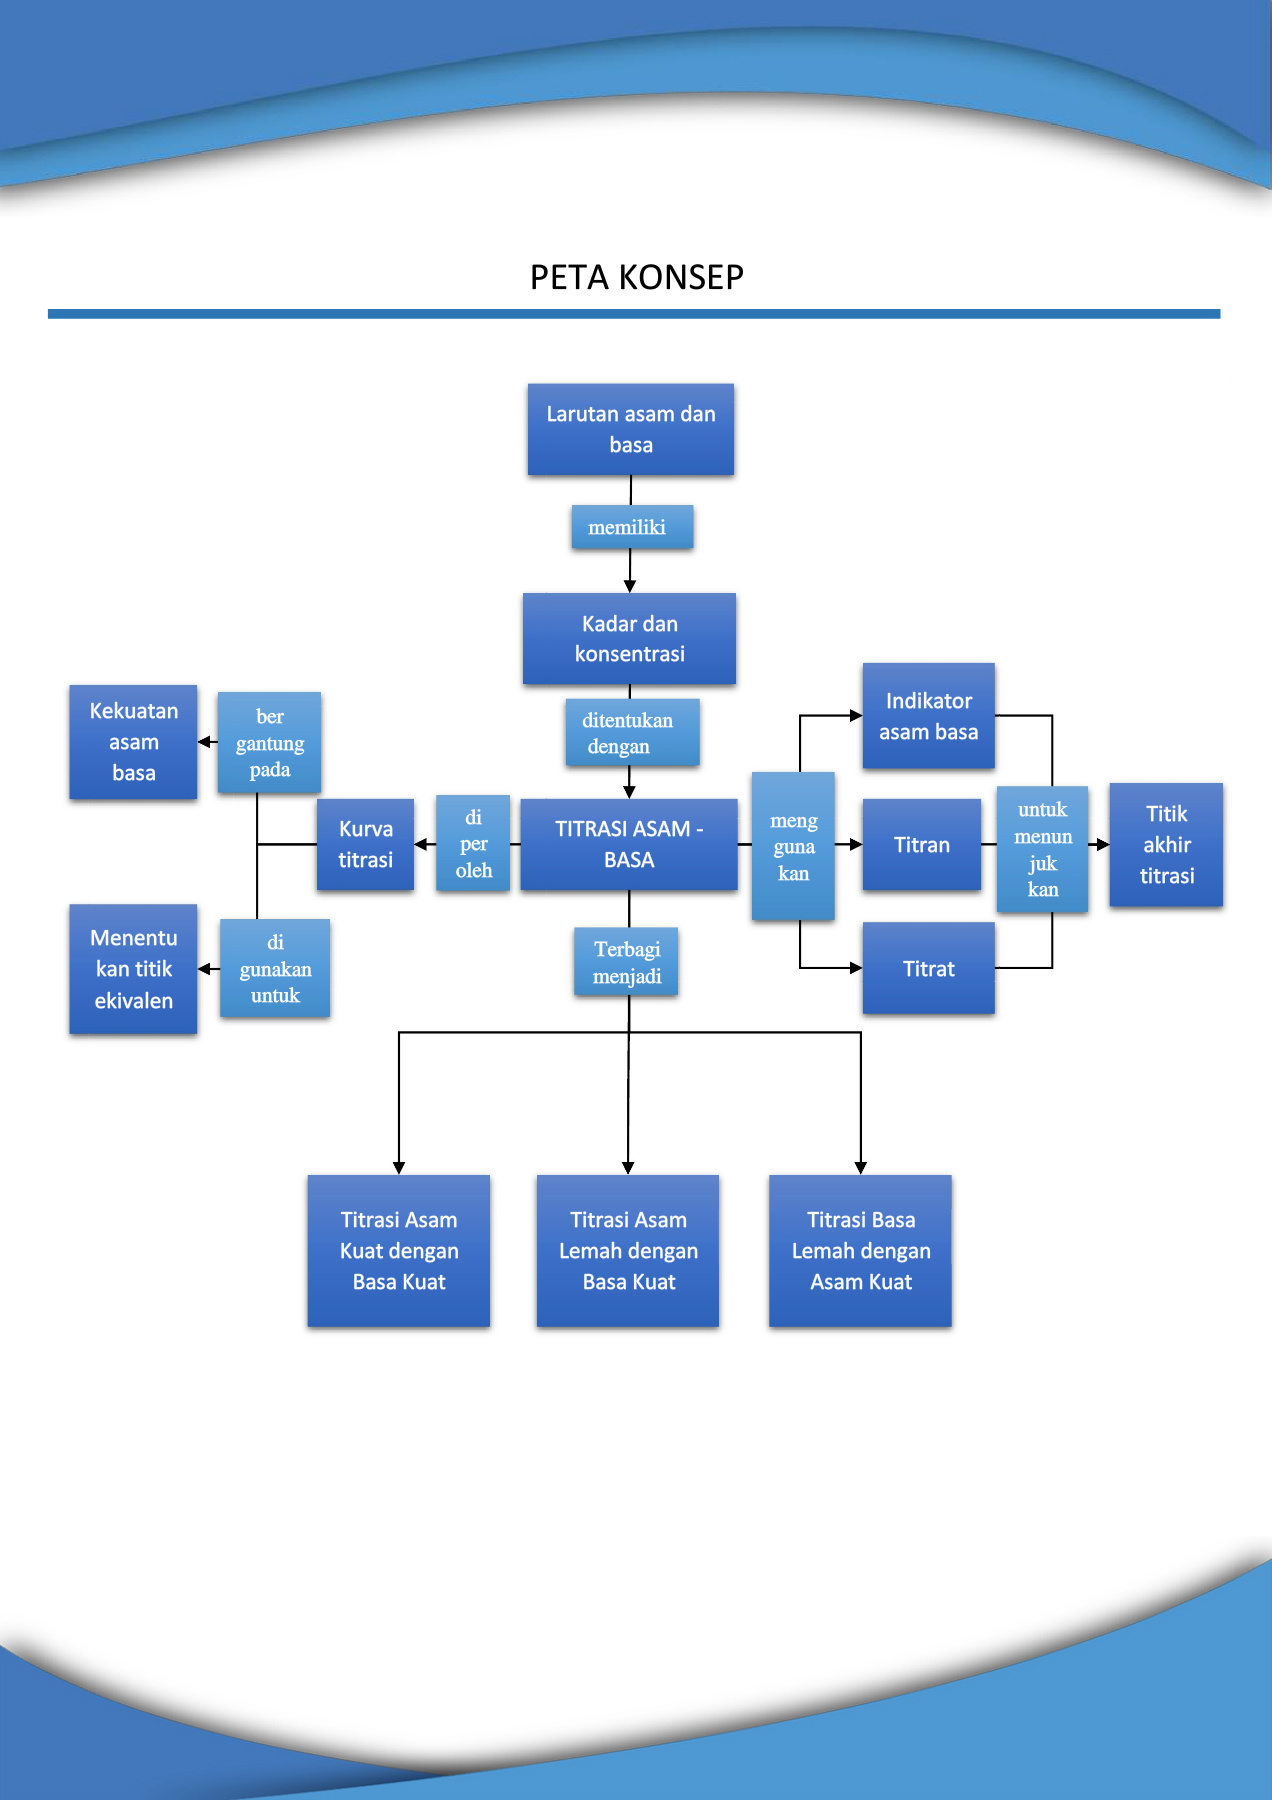 PETA KONSEP
Larutan asam dan
basa
memiliki
Kadar dan
konsentrasi
ditentukan
dengan
Kekuatan
asam
basa
ber
gantung
pada
Kurva
titrasi
di
per
oleh
TITRASI ASAM -
BASA
meng
guna
kan
Indikator
asam basa
Titran
Titrat
untuk
menun
juk
kan
Titik
akhir
titrasi
Menentu
kan titik
ekivalen
di
gunakan
untuk
Terbagi
menjadi
Titrasi Asam
Kuat dengan
Basa Kuat
Titrasi Asam
Lemah dengan
Basa Kuat
Titrasi Basa
Lemah dengan
Asam Kuat